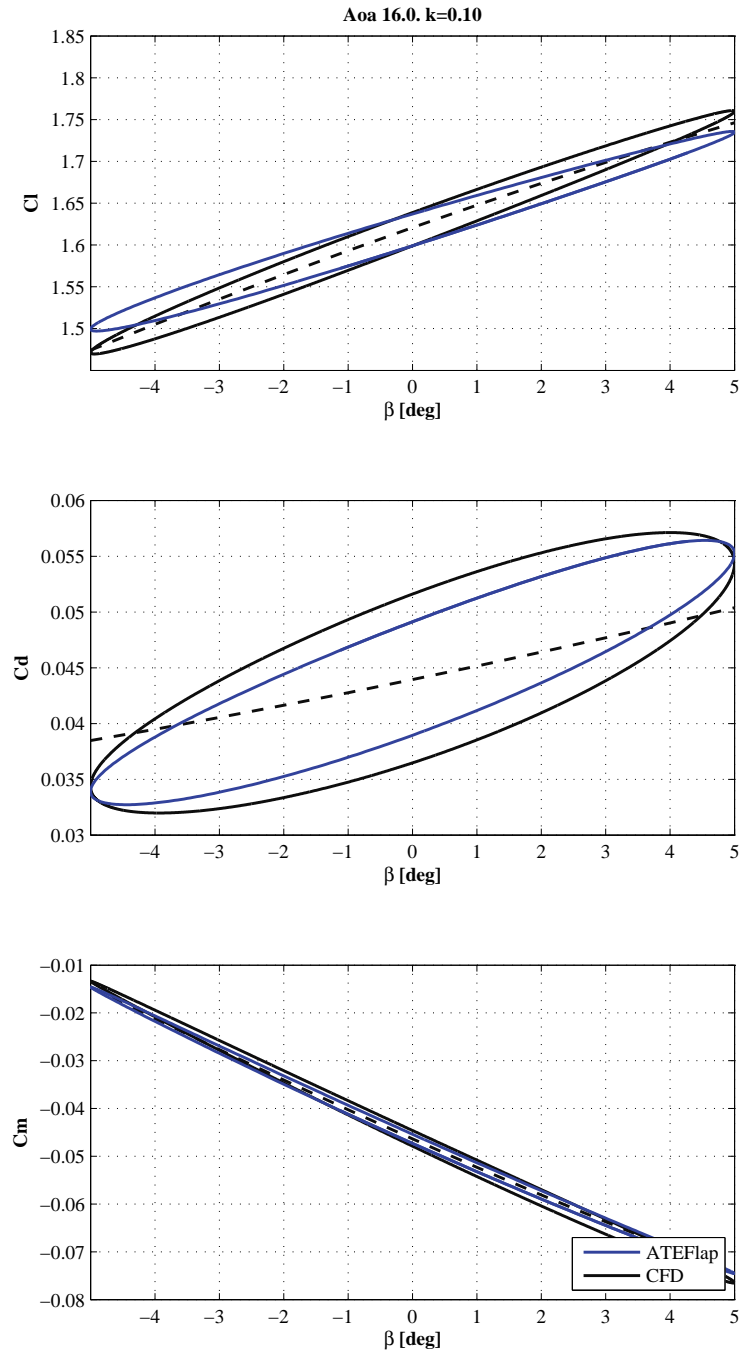 Aoa 16.0. k=0.10
1.85
1.8
1.75
1.7
1.65
1.6
1.55
1.5
Cl
−4 −3 −2 −1 0 1 2 3 4 5
β [deg]
0.06
0.055
0.05
0.045
0.04
0.035
0.03
Cd
−4 −3 −2 −1 0 1 2 3 4 5
β [deg]
−0.01
−0.02
−0.03
−0.04
−0.05
−0.06
−0.07
−0.08
Cm
ATEFlap
CFD
−4 −3 −2 −1 0 1 2 3 4 5
β [deg]